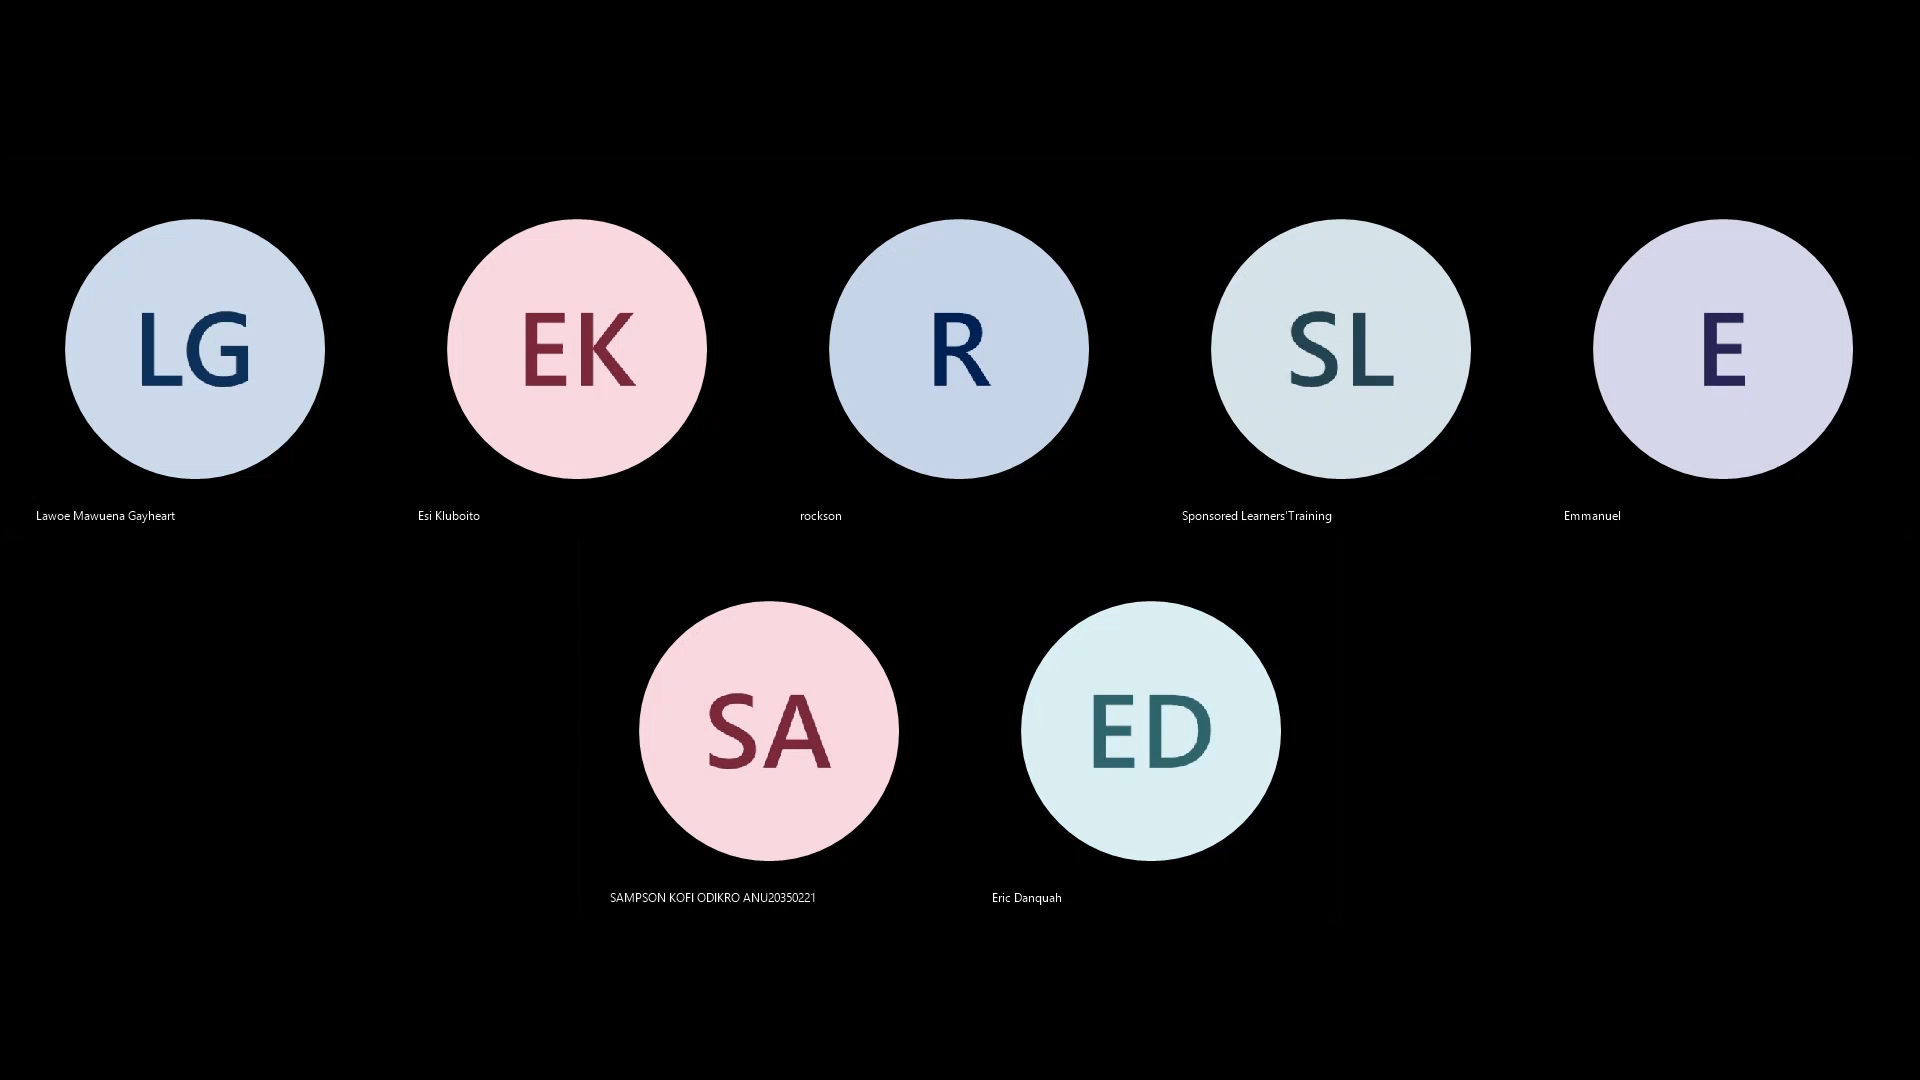 LG
EK
R
SL
E
Lawoe Mawuena Gayheart
Esi Kluboito
rockson
Sponsored Learners'Training
Emmanuel
SA
ED
SAMPSON KOFI ODIKRO ANU20350221
Eric Danquah